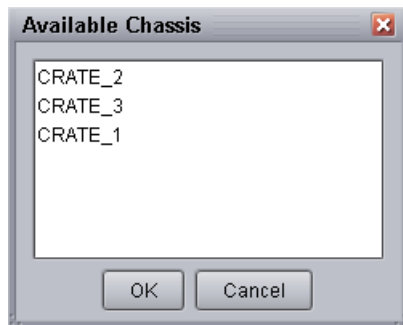 Available Chassis
CRATE_2
CRATE_3
CRATE_1
OK Cancel